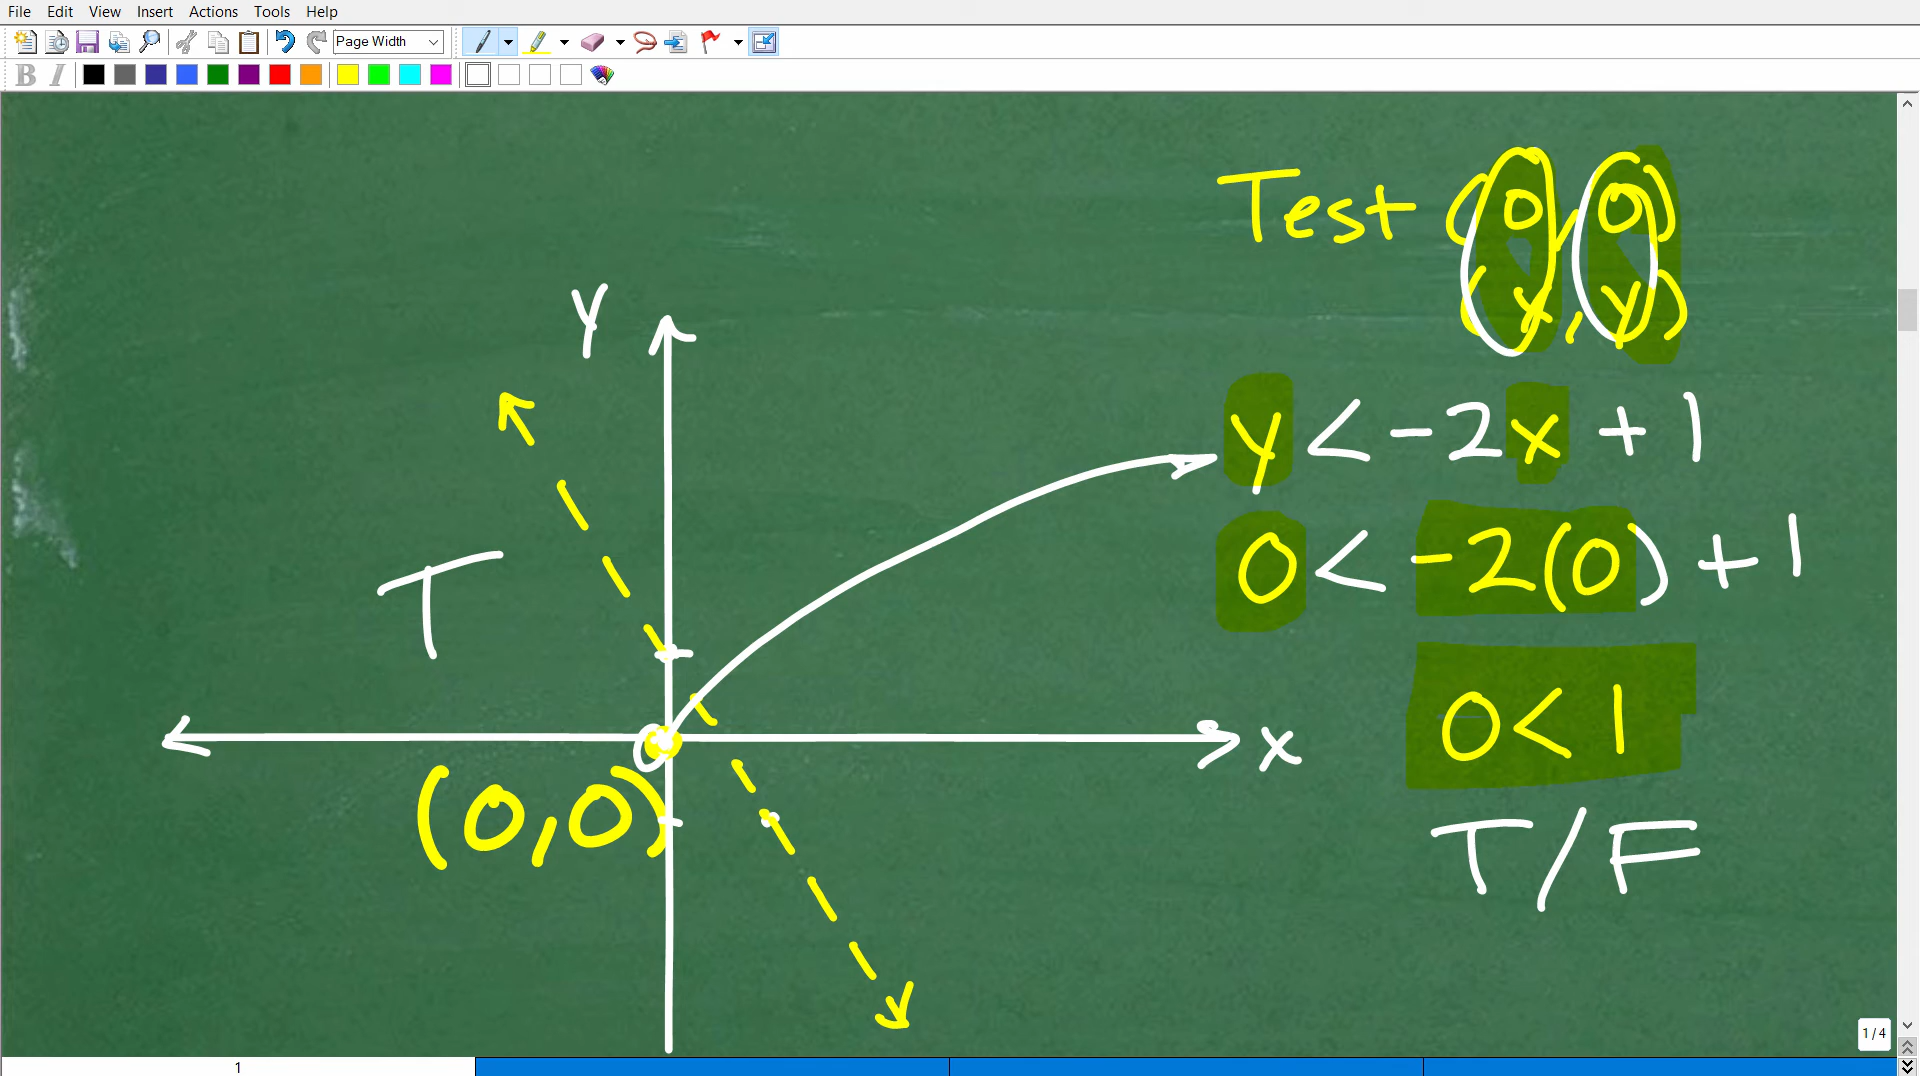 File Edit View Insert Actions Tools Help
Page Width
B I
Test (0, 0)
(x, y)
y
y < -2x + 1
0 < -2(0) + 1
T
0 < 1
x
(0,0)
T/F
1 / 4
1